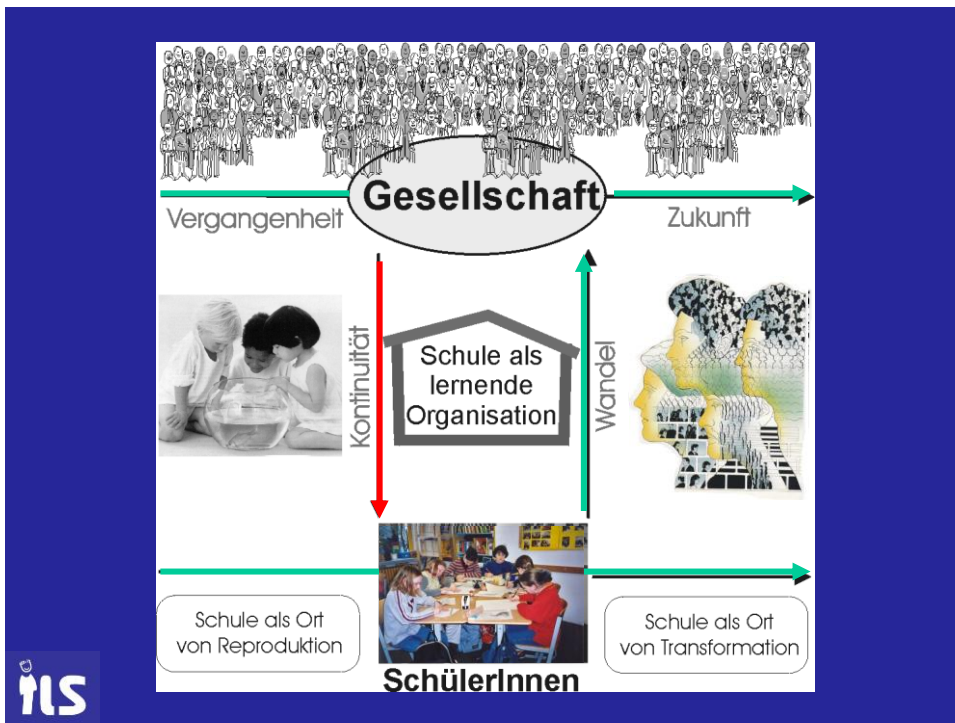 Gesellschaft
Vergangenheit
Zukunft
Kontinuität
Schule als
lernende
Organisation
Wandel
Schule als Ort
von Reproduktion
SchülerInnen
Schule als Ort
von Transformation
ILS